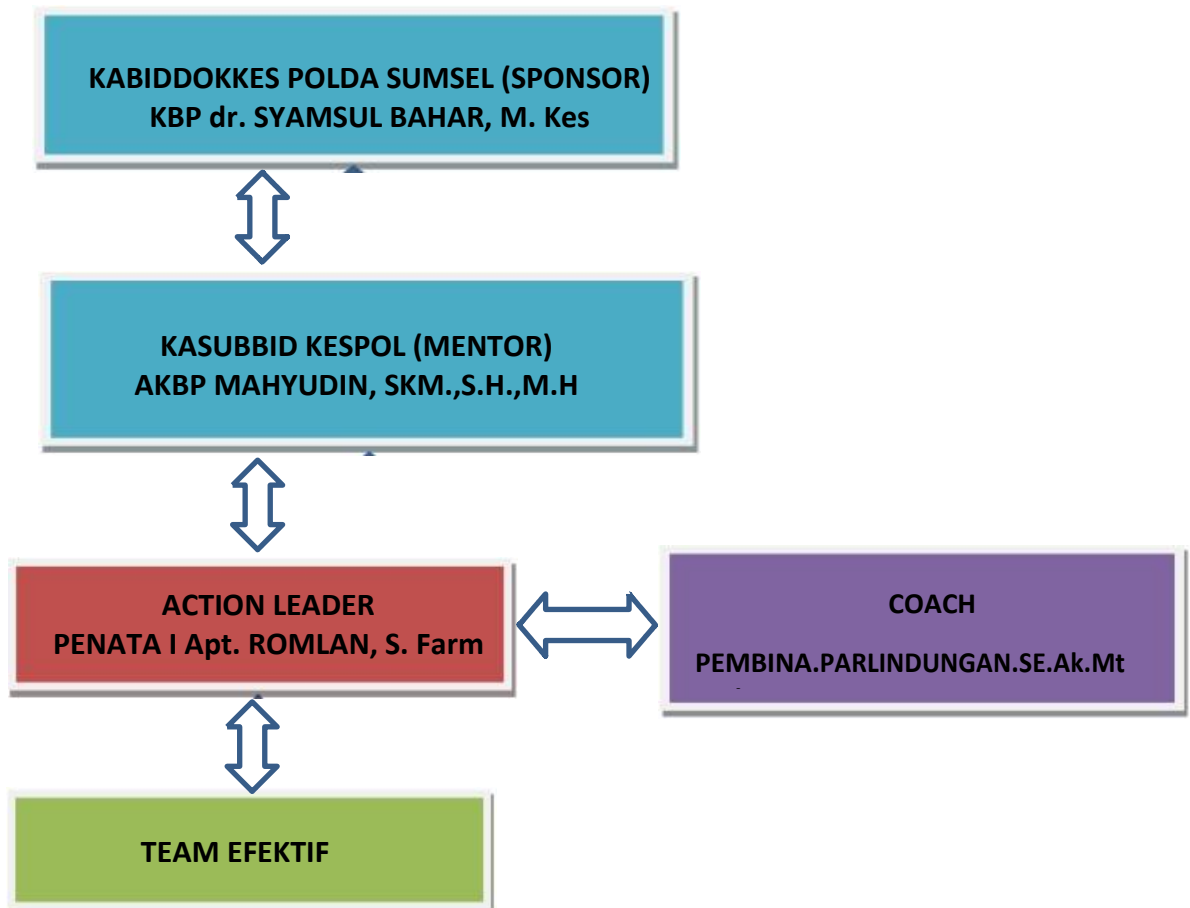 KABIDDOKKES POLDA SUMSEL (SPONSOR)
KBP dr. SYAMSUL BAHAR, M. Kes
KASUBBID KESPOL (MENTOR)
AKBP MAHYUDIN, SKM.,S.H.,M.H
ACTION LEADER
PENATA I Apt. ROMLAN, S. Farm
COACH
PEMBINA.PARLINDUNGAN.SE.Ak.Mt
TEAM EFEKTIF